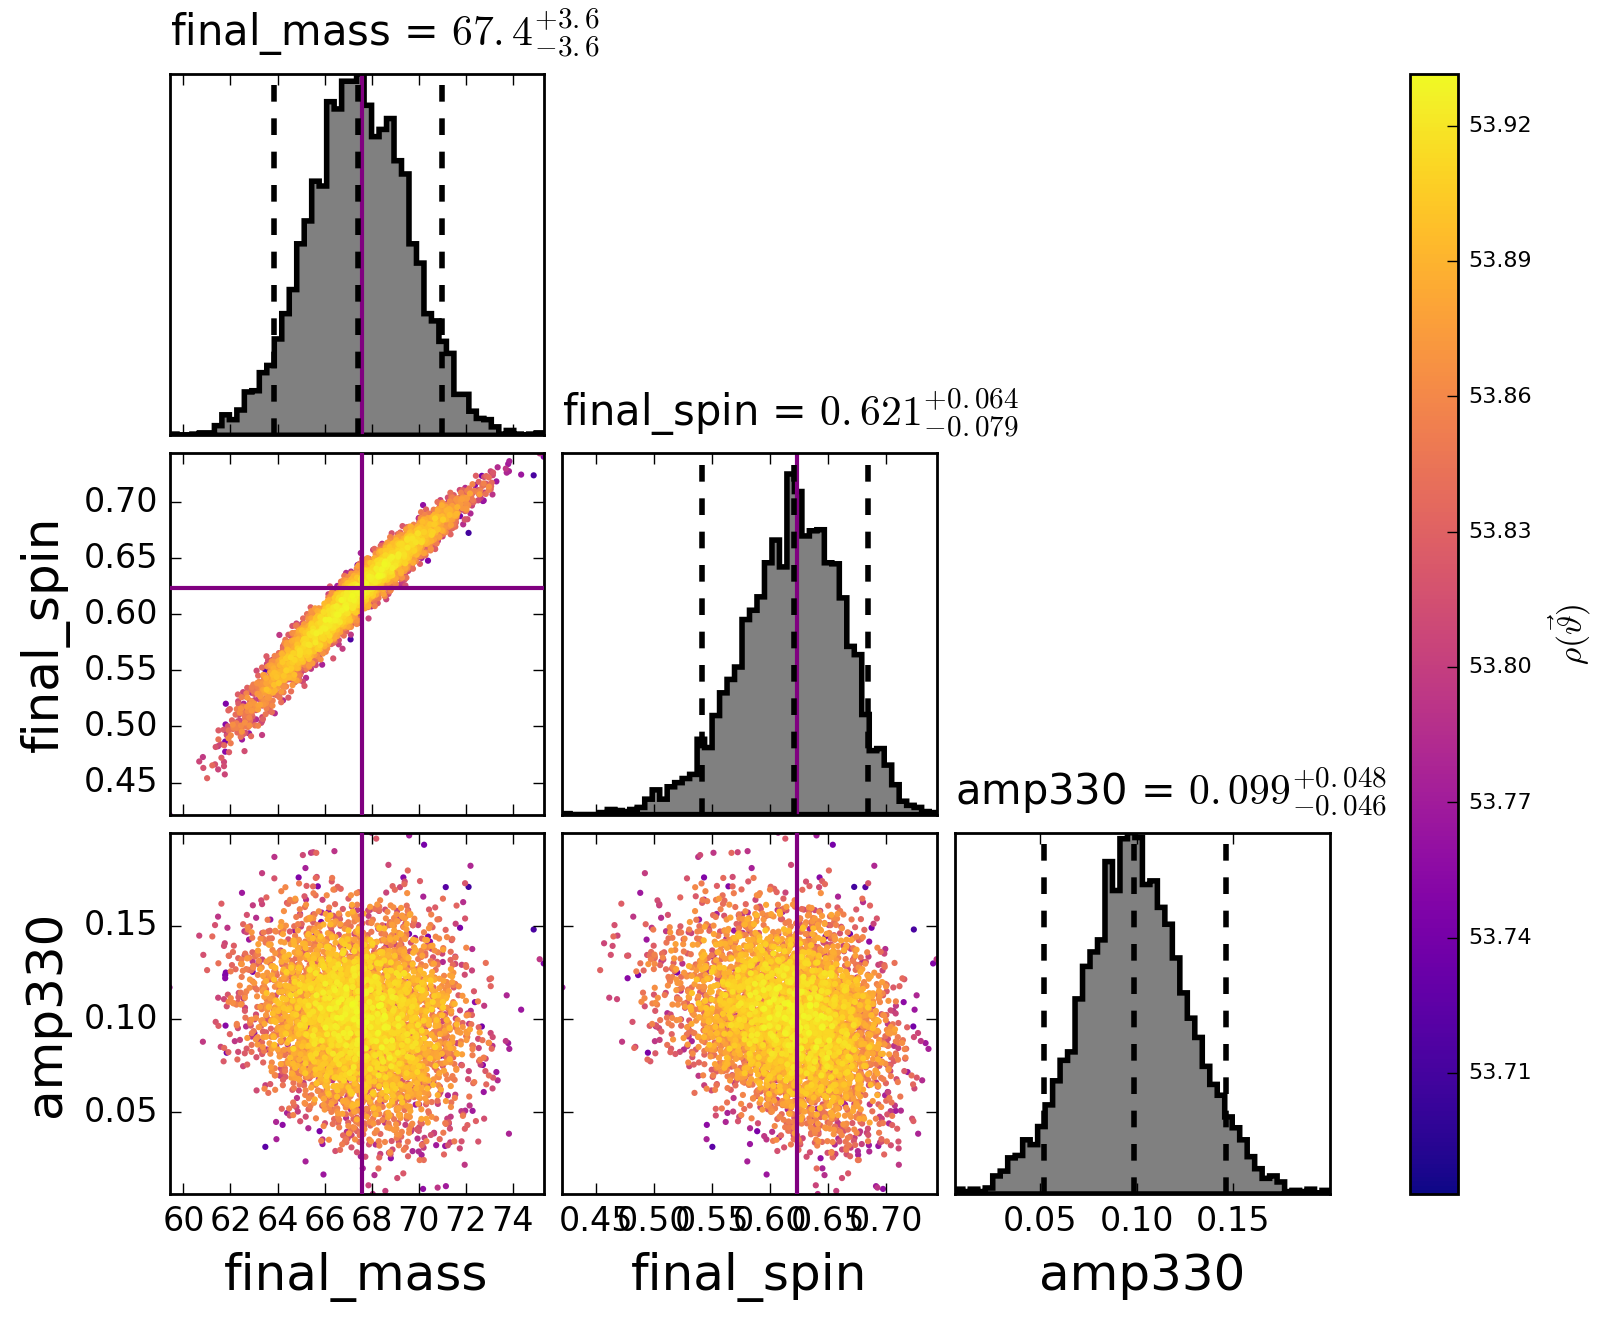 final_mass = 67.4+3.6−3.6
final_spin = 0.621+0.064−0.079
amp330 = 0.099+0.048−0.046
final_spin
0.70
0.65
0.60
0.55
0.50
0.45
amp330
0.15
0.10
0.05
60 62 64 66 68 70 72 74
final_mass
0.45 0.50 0.55 0.60 0.65 0.70
final_spin
0.05 0.10 0.15
amp330
53.92
53.89
53.86
53.83
53.80
53.77
53.74
53.71
ρ(ϑ⃗)